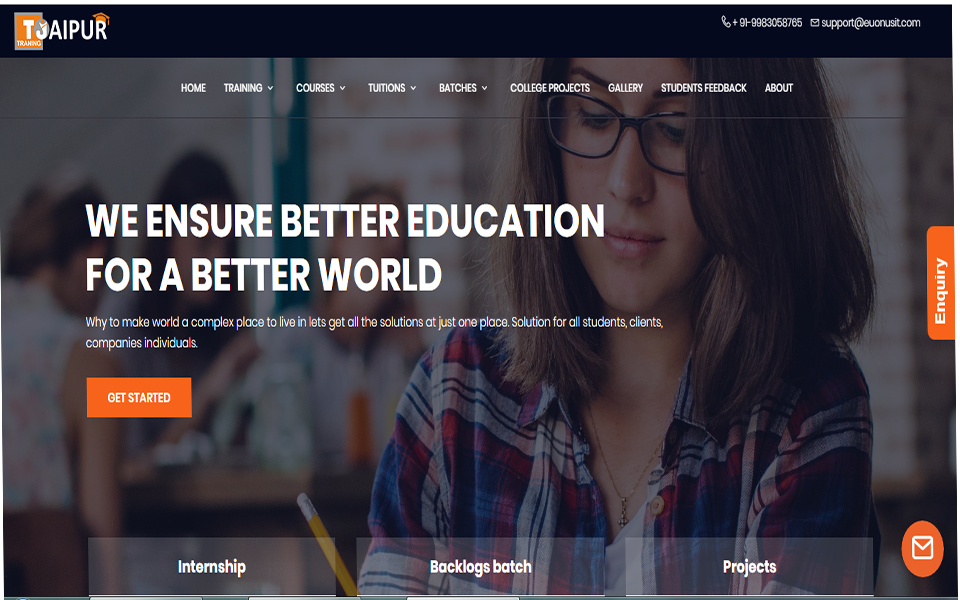 TJAIPUR
TRANING
+ 91-9983058765 support@euonusit.com
HOME TRAINING COURSES TUITIONS BATCHES COLLEGE PROJECTS GALLERY STUDENTS FEEDBACK ABOUT
WE ENSURE BETTER EDUCATION
FOR A BETTER WORLD
Why to make world a complex place to live in lets get all the solutions at just one place. Solution for all students, clients,
companies individuals.
GET STARTED
Enquiry
Internship Backlogs batch Projects